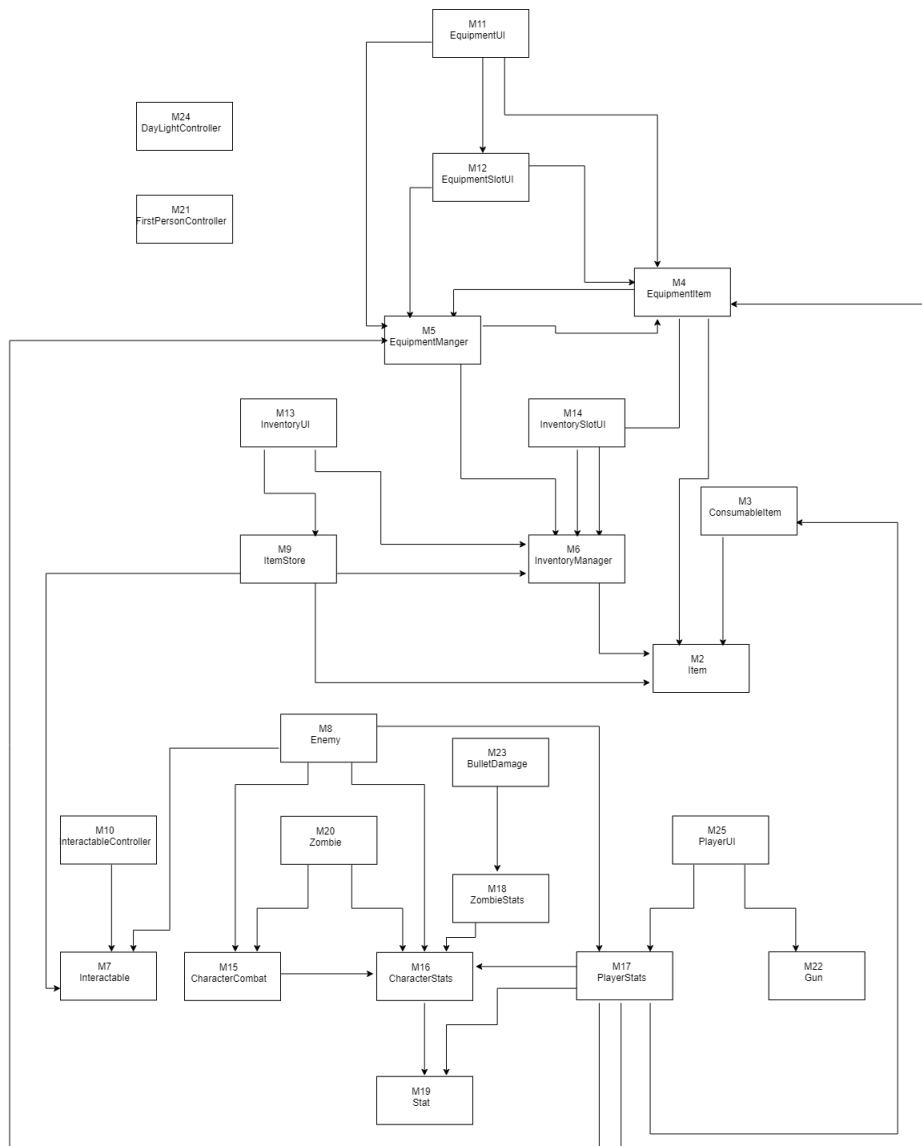 M11
EquipmentUI
M24
DayLightController
M12
EquipmentSlotUI
M21
FirstPersonController
M4
EquipmentItem
M5
EquipmentManger
M13
InventoryUI
M14
InventorySlotUI
M3
ConsumableItem
M9
ItemStore
M6
InventoryManager
M2
Item
M8
Enemy
M23
BulletDamage
M10
InteractableController
M20
Zombie
M25
PlayerUI
M18
ZombieStats
M7
Interactable
M15
CharacterCombat
M16
CharacterStats
M17
PlayerStats
M22
Gun
M19
Stat